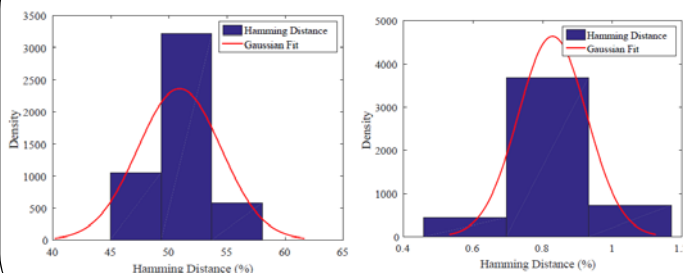 3500
3000
2500
2000
1500
1000
500
0
Density
40 45 50 55 60 65
Hamming Distance (%)
Hamming Distance
Gaussian Fit
5000
4000
3000
2000
1000
0
Density
0.4 0.6 0.8 1
Hamming Distance (%)
Hamming Distance
Gaussian Fit